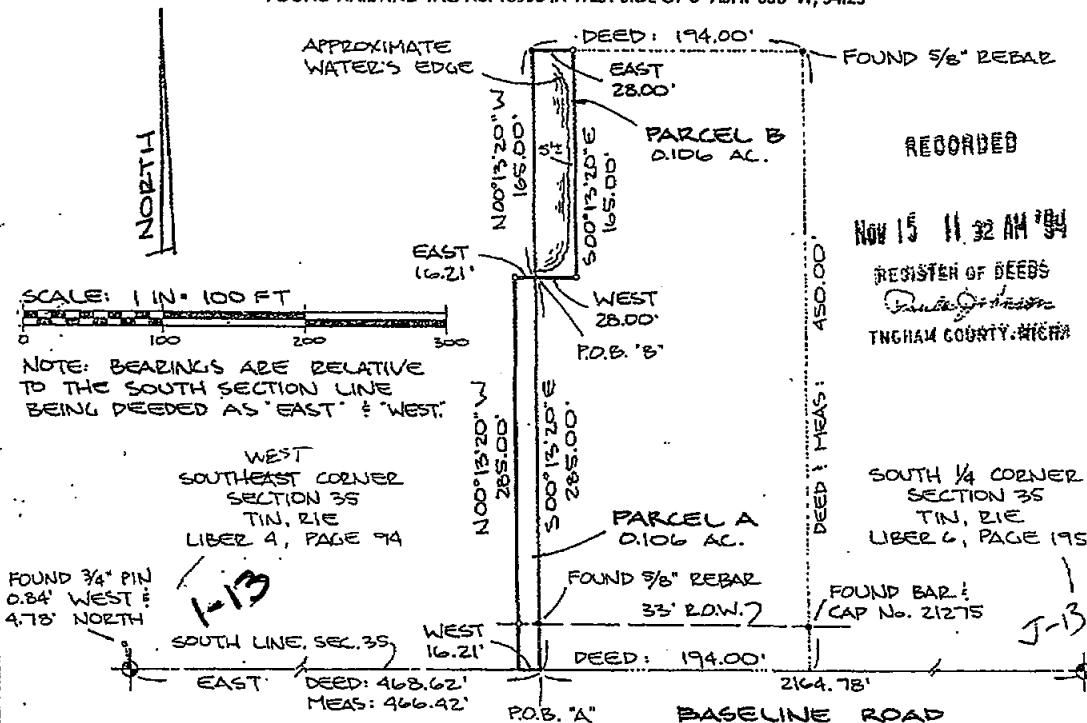 DEED: 194.00'
APPROXIMATE
WATER'S EDGE
EAST
28.00'
FOUND 5/8" REBAR
NORTH
N 00°13'20" W
165.00'
S 00°13'20" E
165.00'
PARCEL B
0.106 AC.
RECORDED
NOV 15 11 32 AM '94
REGISTER OF DEEDS
INGHAM COUNTY, MICH
EAST
16.21'
WEST
28.00'
P.O.B. "B"
SCALE: 1 IN = 100 FT
0 100 200 300
NOTE: BEARINGS ARE RELATIVE
TO THE SOUTH SECTION LINE
BEING DEEDED AS "EAST" & "WEST."
DEED & MEAS: 450.00'
N 00°13'20" W
285.00'
S 00°13'20" E
285.00'
WEST
SOUTHEAST CORNER
SECTION 35
T1N, R1E
LIBER 4, PAGE 94
SOUTH 1/4 CORNER
SECTION 35
T1N, R1E
LIBER 6, PAGE 195
PARCEL A
0.106 AC.
FOUND 3/4" PIN
0.84' WEST &
4.78' NORTH
I-13
FOUND 5/8" REBAR
33' R.O.W.
FOUND BAR &
CAP No. 21275
J-13
SOUTH LINE, SEC. 35
WEST
16.21'
DEED: 194.00'
EAST
DEED: 468.62'
MEAS: 466.42'
2164.78'
P.O.B. "A"
BASELINE ROAD